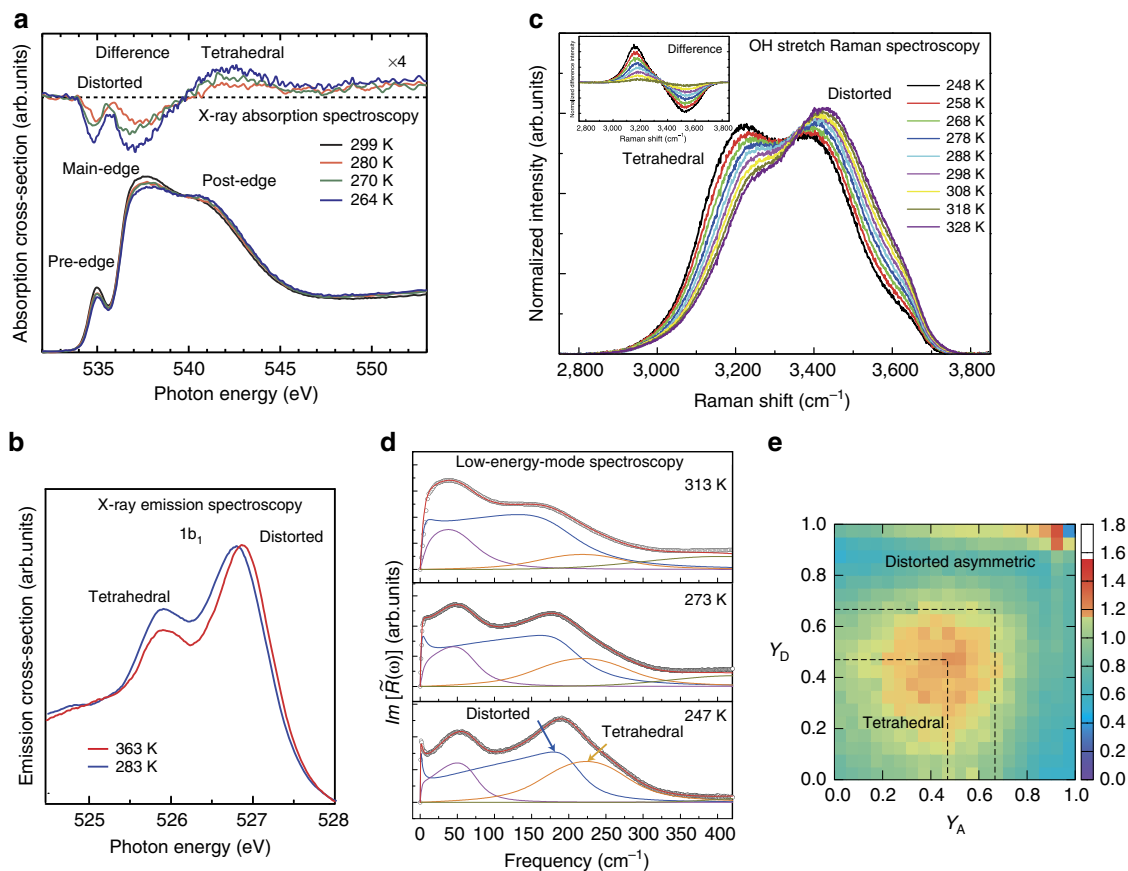 a
Difference
Tetrahedral
Distorted
×4
X-ray absorption spectroscopy
Main-edge
Post-edge
Pre-edge
299 K
280 K
270 K
264 K
Absorption cross-section (arb.units)
535 540 545 550
Photon energy (eV)
c
Difference
Normalized difference intensity
2,800 3,000 3,200 3,400 3,600 3,800
Raman shift (cm⁻¹)
OH stretch Raman spectroscopy
Distorted
Tetrahedral
248 K
258 K
268 K
278 K
288 K
298 K
308 K
318 K
328 K
Normalized intensity (arb.units)
2,800 3,000 3,200 3,400 3,600 3,800
Raman shift (cm⁻¹)
b
X-ray emission spectroscopy
1b₁
Distorted
Tetrahedral
363 K
283 K
Emission cross-section (arb.units)
525 526 527 528
Photon energy (eV)
d
Low-energy-mode spectroscopy
313 K
273 K
247 K
Distorted
Tetrahedral
Im [R̃(ω)] (arb.units)
0 50 100 150 200 250 300 350 400
Frequency (cm⁻¹)
e
Distorted asymmetric
Tetrahedral
1.0
0.8
0.6
0.4
0.2
0.0
Y_D
0.0 0.2 0.4 0.6 0.8 1.0
Y_A
1.8
1.6
1.4
1.2
1.0
0.8
0.6
0.4
0.2
0.0